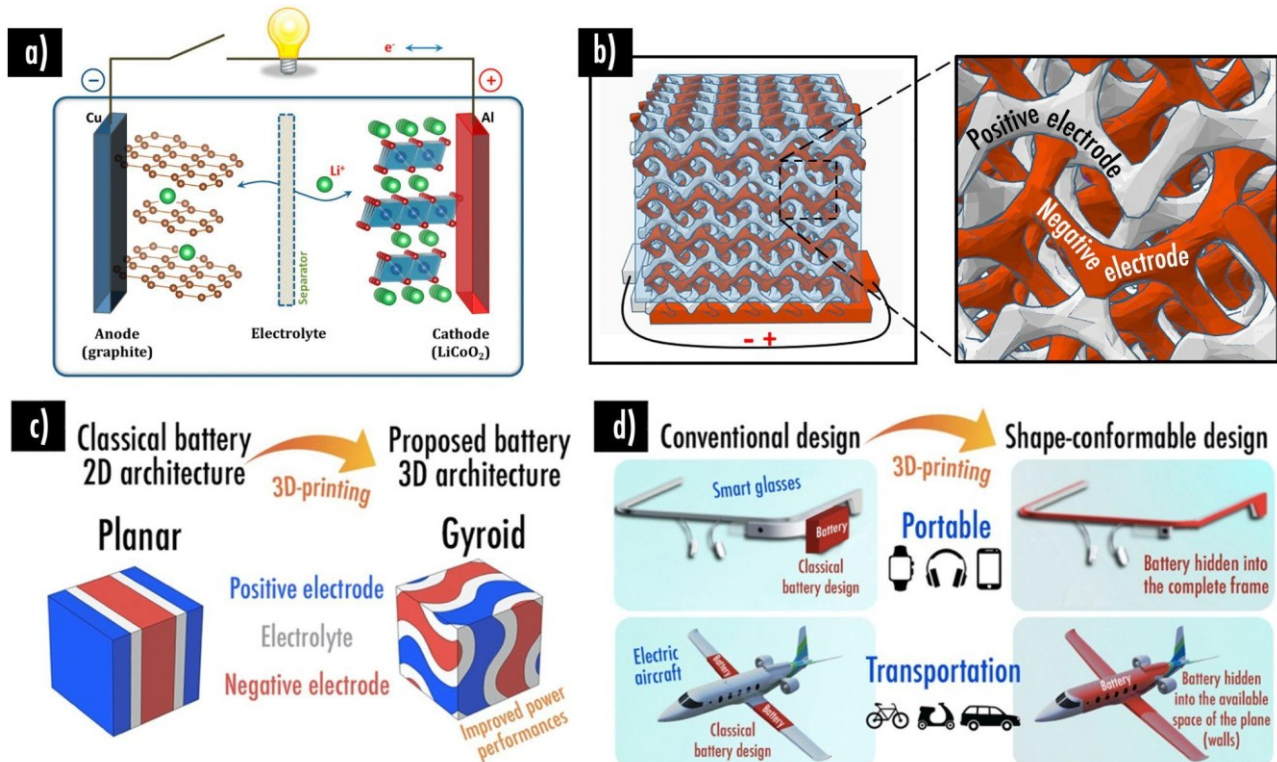 a)
e⁻
−
+
Cu
Al
Li⁺
Separator
Anode
(graphite)
Electrolyte
Cathode
(LiCoO₂)
b)
Positive electrode
Negative electrode
- +
c)
Classical battery
2D architecture
3D-printing
Proposed battery
3D architecture
Planar
Gyroid
Positive electrode
Electrolyte
Negative electrode
Improved power
performances
d)
Conventional design
3D-printing
Shape-conformable design
Smart glasses
Battery
Classical
battery design
Portable
Battery hidden into
the complete frame
Electric
aircraft
Battery
Battery
Classical
battery design
Transportation
Battery
Battery hidden
into the available
space of the plane
(walls)